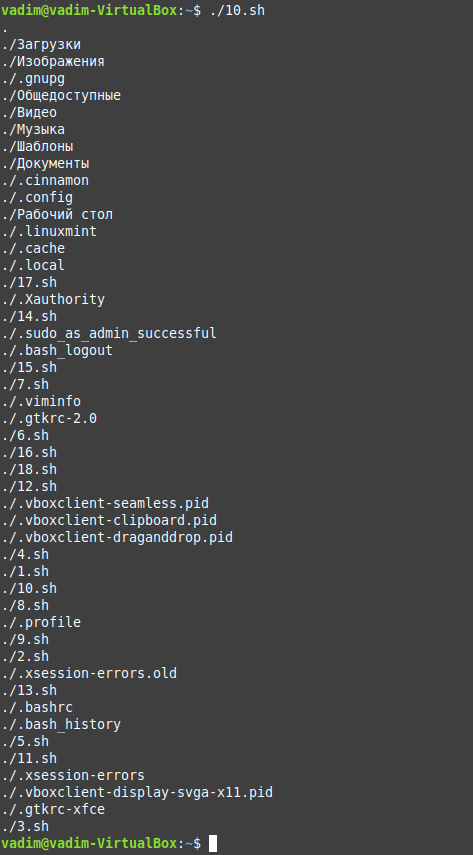 vadim@vadim-VirtualBox:~$ ./10.sh
.
./Загрузки
./Изображения
./.gnupg
./Общедоступные
./Видео
./Музыка
./Шаблоны
./Документы
./.cinnamon
./.config
./Рабочий стол
./.linuxmint
./.cache
./.local
./17.sh
./.Xauthority
./14.sh
./.sudo_as_admin_successful
./.bash_logout
./15.sh
./7.sh
./.viminfo
./.gtkrc-2.0
./6.sh
./16.sh
./18.sh
./12.sh
./.vboxclient-seamless.pid
./.vboxclient-clipboard.pid
./.vboxclient-draganddrop.pid
./4.sh
./1.sh
./10.sh
./8.sh
./.profile
./9.sh
./2.sh
./.xsession-errors.old
./13.sh
./.bashrc
./.bash_history
./5.sh
./11.sh
./.xsession-errors
./.vboxclient-display-svga-x11.pid
./.gtkrc-xfce
./3.sh
vadim@vadim-VirtualBox:~$